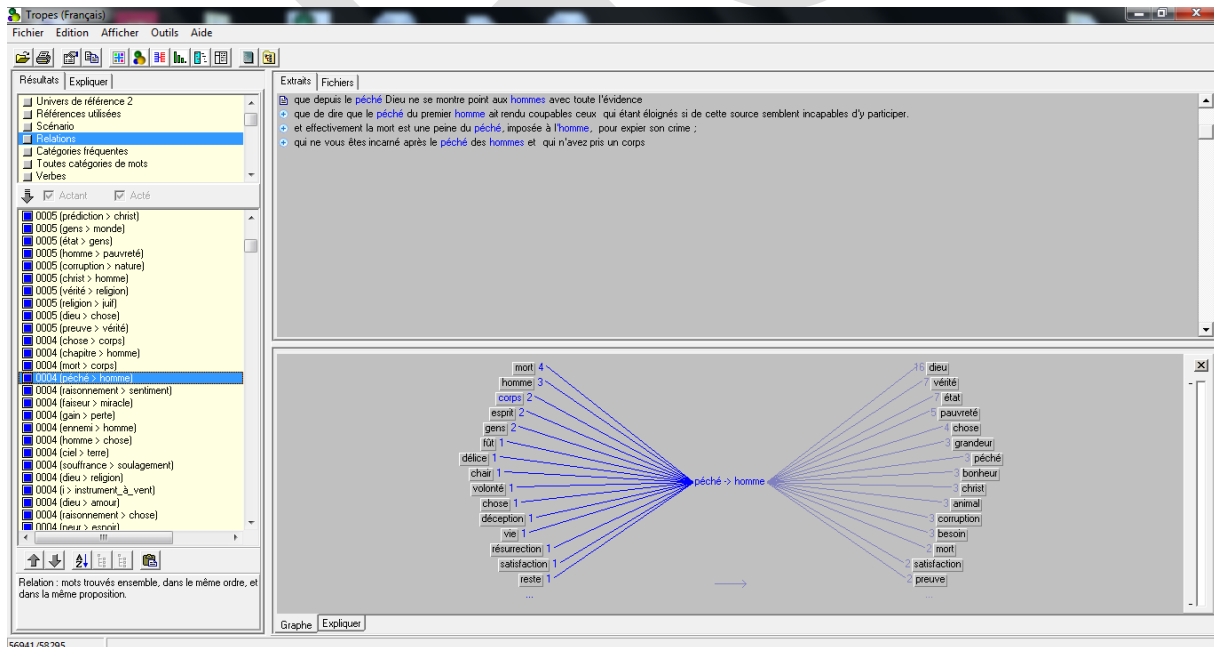 Tropes (Français)
Fichier Edition Afficher Outils Aide
Résultats Expliquer
Univers de référence 2
Références utilisées
Scénario
Relations
Catégories fréquentes
Toutes catégories de mots
Verbes
Actant Acté
0005 (prédiction > christ)
0005 (gens > monde)
0005 (état > gens)
0005 (homme > pauvreté)
0005 (corruption > nature)
0005 (christ > homme)
0005 (vérité > religion)
0005 (religion > juif)
0005 (dieu > chose)
0005 (preuve > vérité)
0004 (chose > corps)
0004 (chapitre > homme)
0004 (mort > corps)
0004 (péché > homme)
0004 (raisonnement > sentiment)
0004 (faiseur > miracle)
0004 (gain > perte)
0004 (ennemi > homme)
0004 (homme > chose)
0004 (ciel > terre)
0004 (souffrance > soulagement)
0004 (dieu > religion)
0004 (i > instrument_à_vent)
0004 (dieu > amour)
0004 (raisonnement > chose)
0004 (peur > espoir)
Relation : mots trouvés ensemble, dans le même ordre, et
dans la même proposition.
56941/58295
Extraits Fichiers
que depuis le péché Dieu ne se montre point aux hommes avec toute l'évidence
que de dire que le péché du premier homme ait rendu coupables ceux qui étant éloignés si de cette source semblent incapables d'y participer.
et effectivement la mort est une peine du péché, imposée à l'homme, pour expier son crime ;
qui ne vous êtes incarné après le péché des hommes et qui n'avez pris un corps
mort 4
homme 3
corps 2
esprit 2
gens 2
fût 1
délice 1
chair 1
volonté 1
chose 1
déception 1
vie 1
résurrection 1
satisfaction 1
reste 1
...
péché -> homme
16 dieu
7 vérité
7 état
5 pauvreté
4 chose
3 grandeur
3 péché
3 bonheur
3 christ
3 animal
3 corruption
3 besoin
2 mort
2 satisfaction
2 preuve
...
Graphe Expliquer